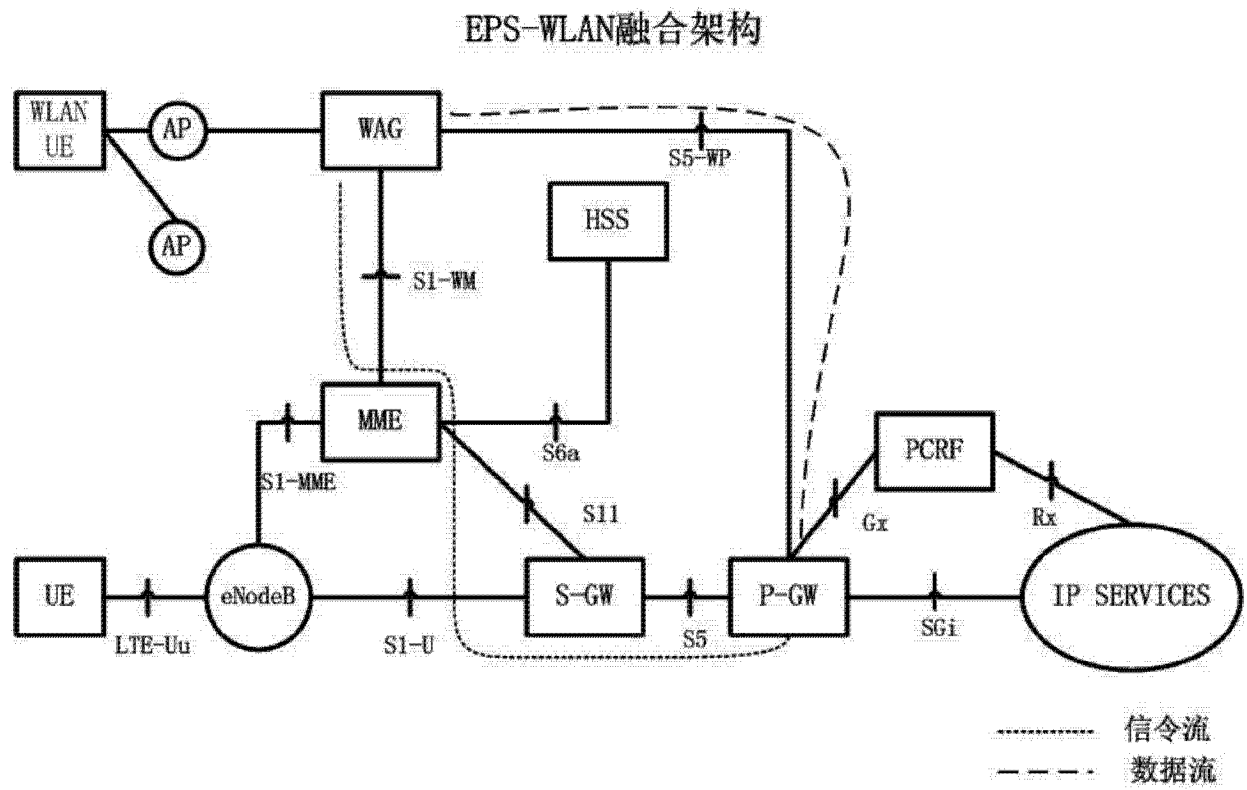 EPS-WLAN融合架构
WLAN
UE
AP
WAG
S5-WP
HSS
AP
S1-WM
MME
S6a
PCRF
S1-MME
S11
Gx
Rx
UE
eNodeB
S-GW
P-GW
IP SERVICES
LTE-Uu
S1-U
S5
SGi
信令流
数据流